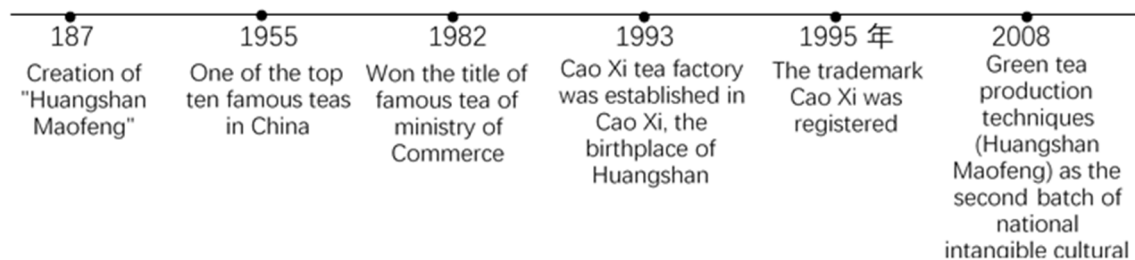 187
Creation of
"Huangshan
Maofeng"
1955
One of the top
ten famous teas
in China
1982
Won the title of
famous tea of
ministry of
Commerce
1993
Cao Xi tea factory
was established in
Cao Xi, the
birthplace of
Huangshan
1995 年
The trademark
Cao Xi was
registered
2008
Green tea
production
techniques
(Huangshan
Maofeng) as the
second batch of
national
intangible cultural